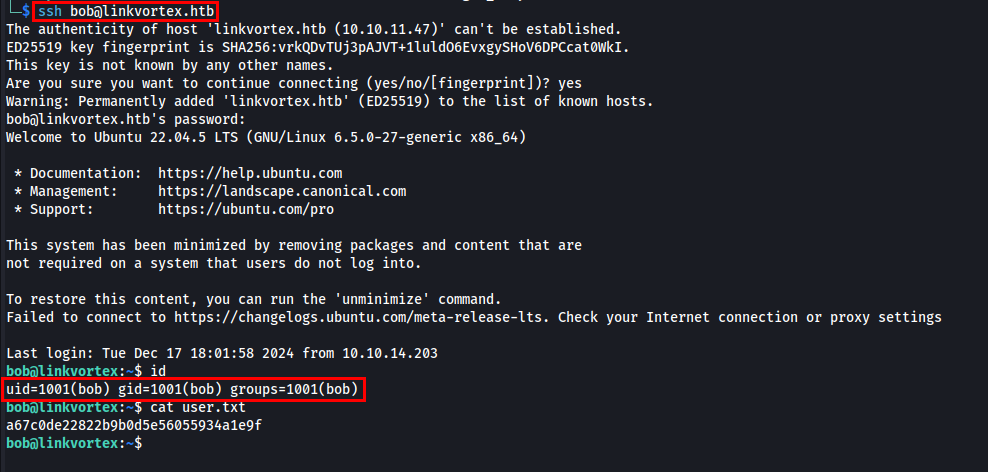 └─$ ssh bob@linkvortex.htb
The authenticity of host 'linkvortex.htb (10.10.11.47)' can't be established.
ED25519 key fingerprint is SHA256:vrkQDvTUj3pAJVT+1luldO6EvxgySHoV6DPCcat0WkI.
This key is not known by any other names.
Are you sure you want to continue connecting (yes/no/[fingerprint])? yes
Warning: Permanently added 'linkvortex.htb' (ED25519) to the list of known hosts.
bob@linkvortex.htb's password:
Welcome to Ubuntu 22.04.5 LTS (GNU/Linux 6.5.0-27-generic x86_64)
* Documentation:  https://help.ubuntu.com
* Management:     https://landscape.canonical.com
* Support:        https://ubuntu.com/pro
This system has been minimized by removing packages and content that are
not required on a system that users do not log into.
To restore this content, you can run the 'unminimize' command.
Failed to connect to https://changelogs.ubuntu.com/meta-release-lts. Check your Internet connection or proxy settings
Last login: Tue Dec 17 18:01:58 2024 from 10.10.14.203
bob@linkvortex:~$ id
uid=1001(bob) gid=1001(bob) groups=1001(bob)
bob@linkvortex:~$ cat user.txt
a67c0de22822b9b0d5e56055934a1e9f
bob@linkvortex:~$